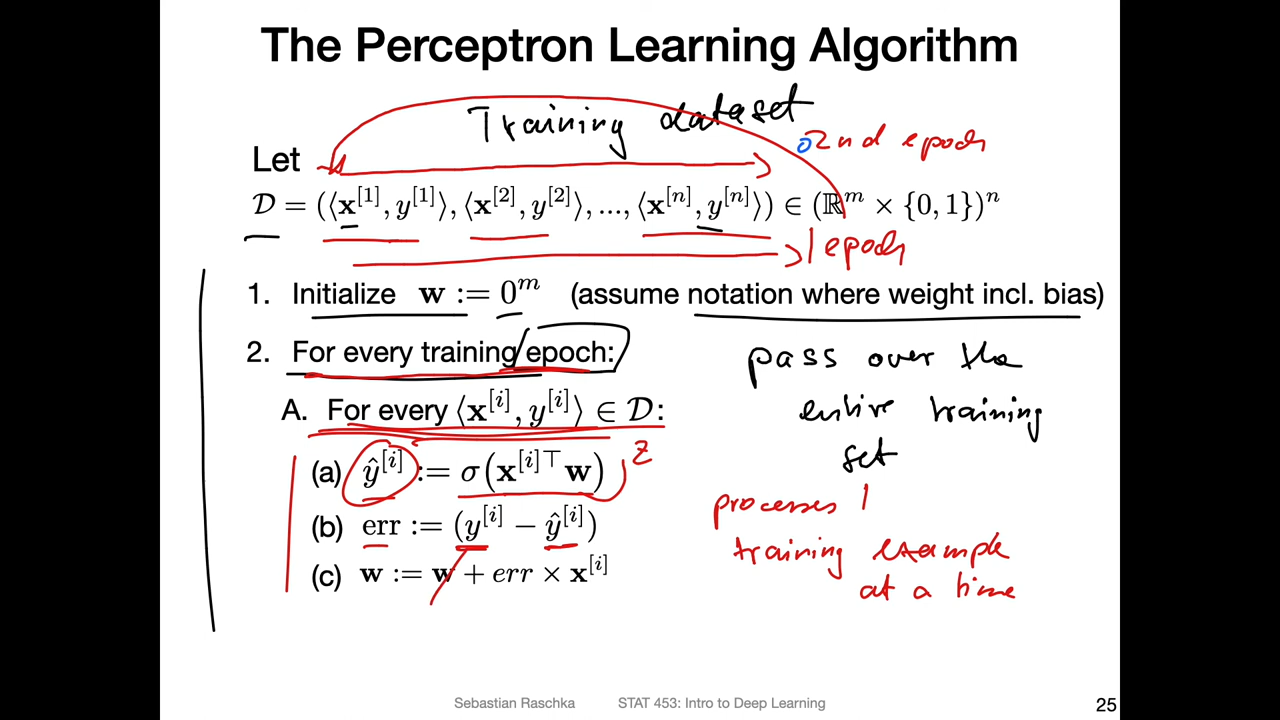 The Perceptron Learning Algorithm
Training dataset
2nd epoch
Let
𝒟 = (⟨x^[1], y^[1]⟩, ⟨x^[2], y^[2]⟩, ..., ⟨x^[n], y^[n]⟩) ∈ (ℝ^m × {0, 1})^n
1 epoch
1. Initialize w := 0^m (assume notation where weight incl. bias)
2. For every training epoch:
pass over the
entire training
set
A. For every ⟨x^[i], y^[i]⟩ ∈ 𝒟:
z
(a) ŷ^[i] := σ(x^[i]⊤ w)
(b) err := (y^[i] − ŷ^[i])
(c) w := w + err × x^[i]
processes 1
training example
at a time
Sebastian Raschka STAT 453: Intro to Deep Learning 25